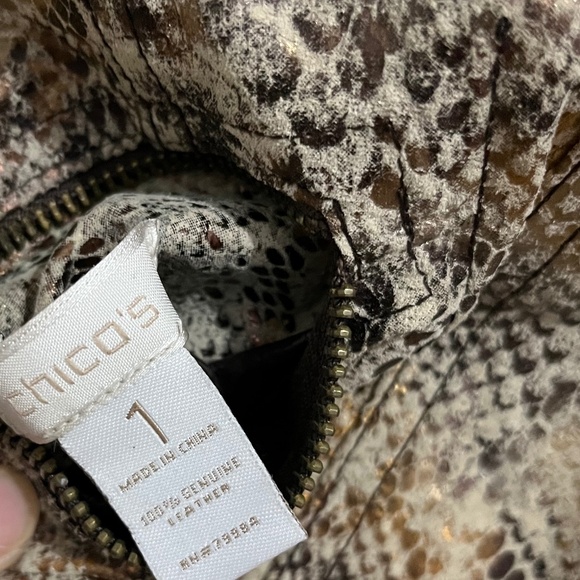 chico's
1
MADE IN CHINA
100% GENUINE
LEATHER
RN#79984